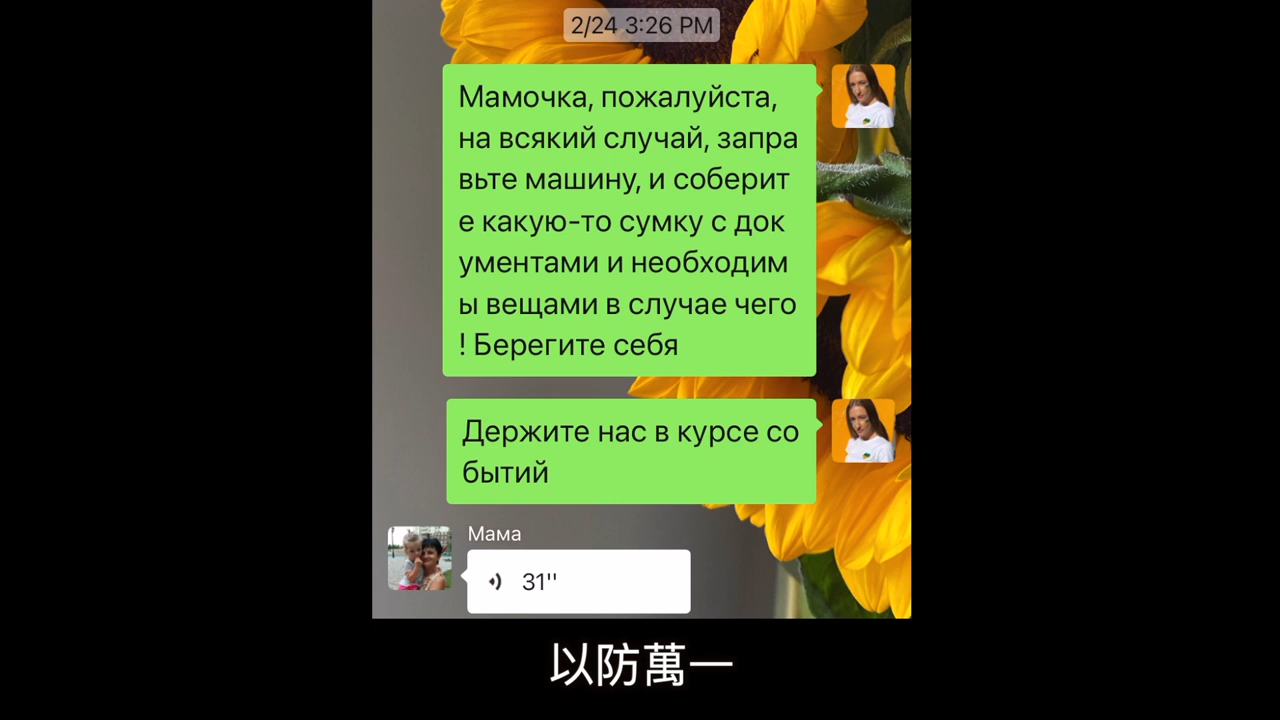 2/24 3:26 PM
Мамочка, пожалуйста,
на всякий случай, запра
вьте машину, и соберит
е какую-то сумку с док
ументами и необходим
ы вещами в случае чего
! Берегите себя
Держите нас в курсе со
бытий
Мама
31''
以防萬一